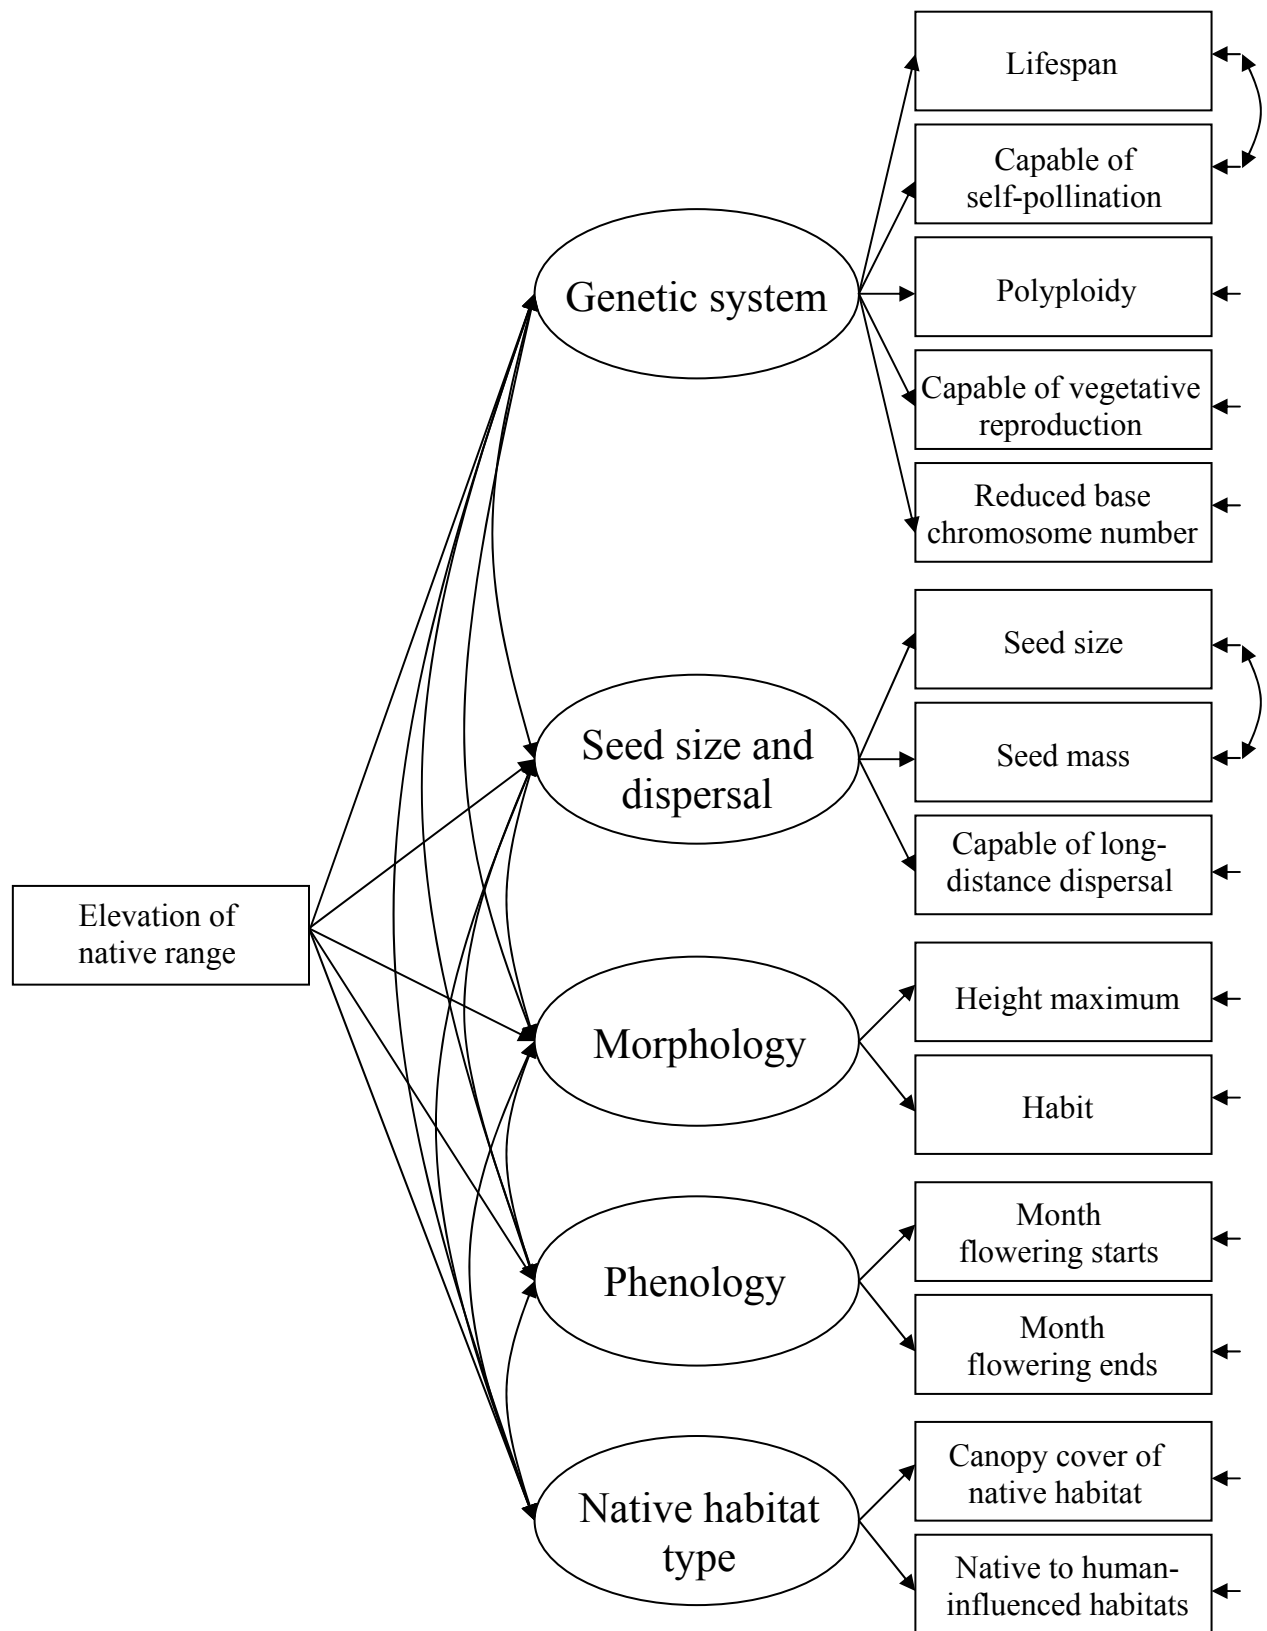 Lifespan
Capable of
self-pollination
Polyploidy
Capable of vegetative
reproduction
Reduced base
chromosome number
Genetic system
Seed size
Seed mass
Capable of long-
distance dispersal
Seed size and
dispersal
Elevation of
native range
Height maximum
Habit
Morphology
Month
flowering starts
Month
flowering ends
Phenology
Canopy cover of
native habitat
Native to human-
influenced habitats
Native habitat
type